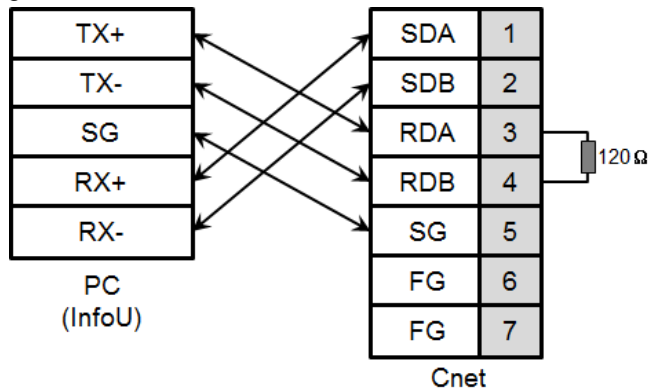 TX+
TX-
SG
RX+
RX-
PC
(InfoU)
SDA 1
SDB 2
RDA 3
RDB 4
SG 5
FG 6
FG 7
120 Ω
Cnet